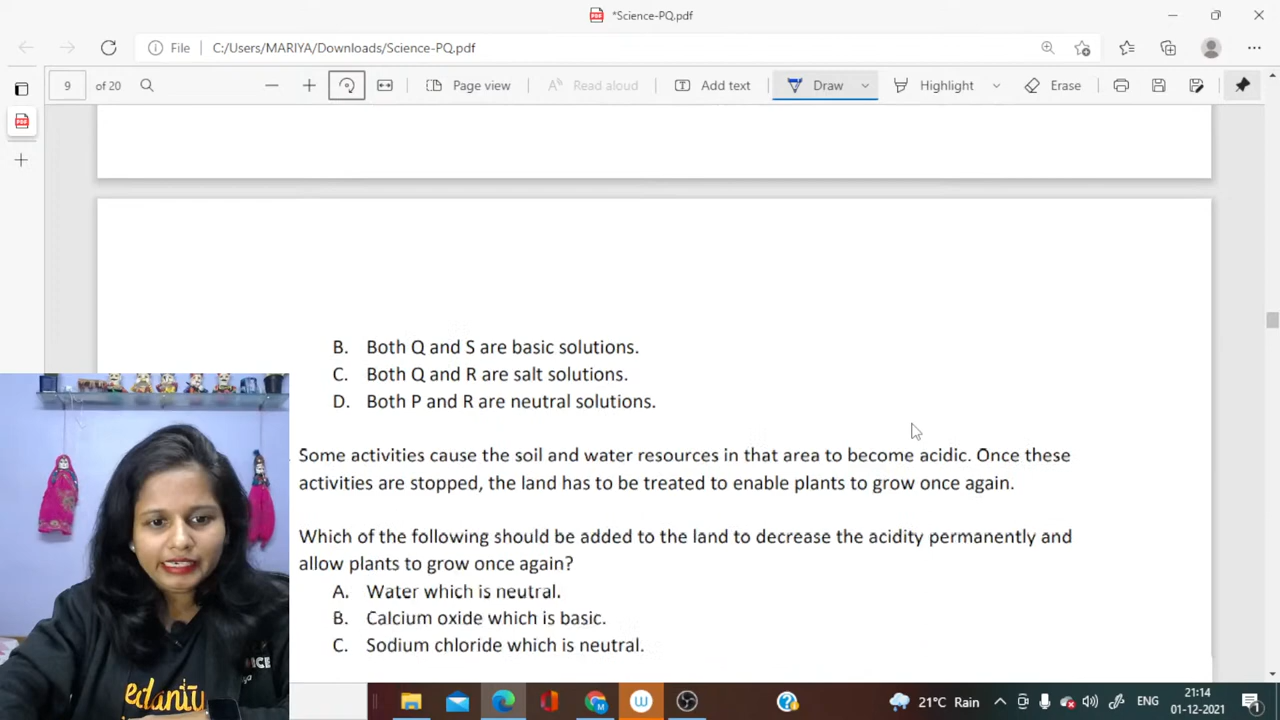 *Science-PQ.pdf
File C:/Users/MARIYA/Downloads/Science-PQ.pdf
9 of 20 Page view Read aloud Add text Draw Highlight Erase
B. Both Q and S are basic solutions.
C. Both Q and R are salt solutions.
D. Both P and R are neutral solutions.
Some activities cause the soil and water resources in that area to become acidic. Once these
activities are stopped, the land has to be treated to enable plants to grow once again.
Which of the following should be added to the land to decrease the acidity permanently and
allow plants to grow once again?
A. Water which is neutral.
B. Calcium oxide which is basic.
C. Sodium chloride which is neutral.
21°C Rain ENG 21:14
01-12-2021